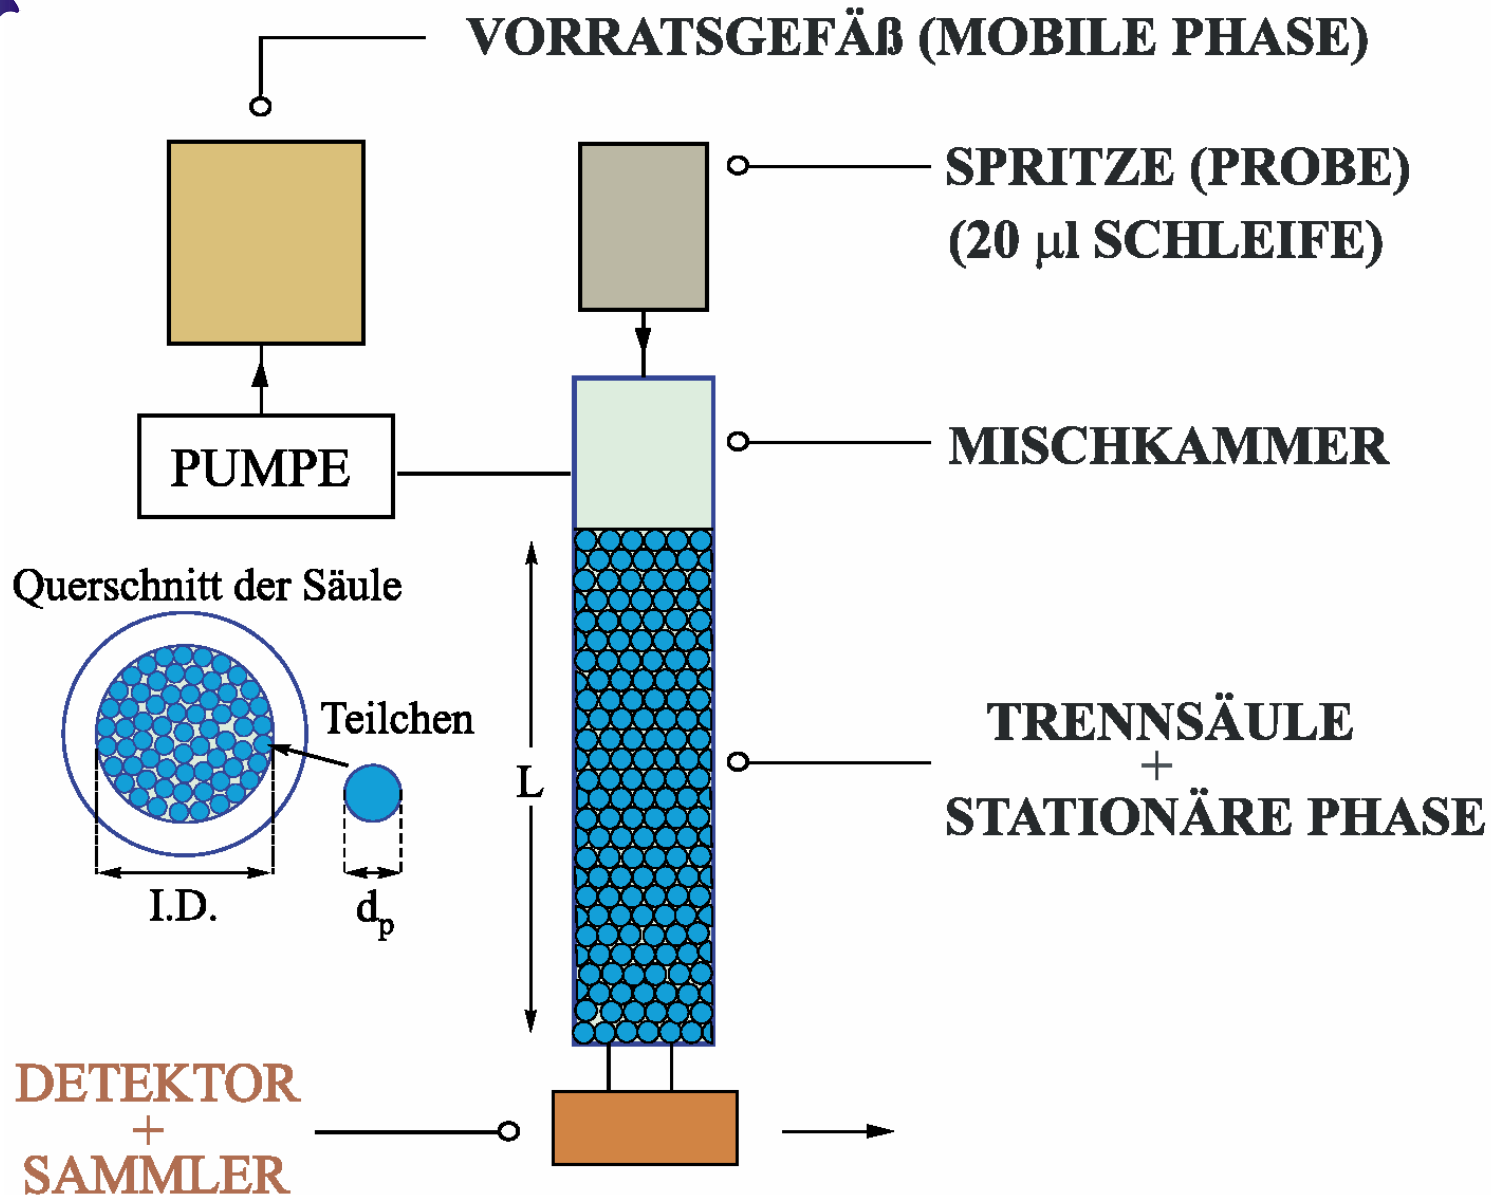 VORRATSGEFÄß (MOBILE PHASE)
SPRITZE (PROBE)
(20 µl SCHLEIFE)
PUMPE
MISCHKAMMER
Querschnitt der Säule
Teilchen
I.D.
dp
L
TRENNSÄULE
+
STATIONÄRE PHASE
DETEKTOR
+
SAMMLER